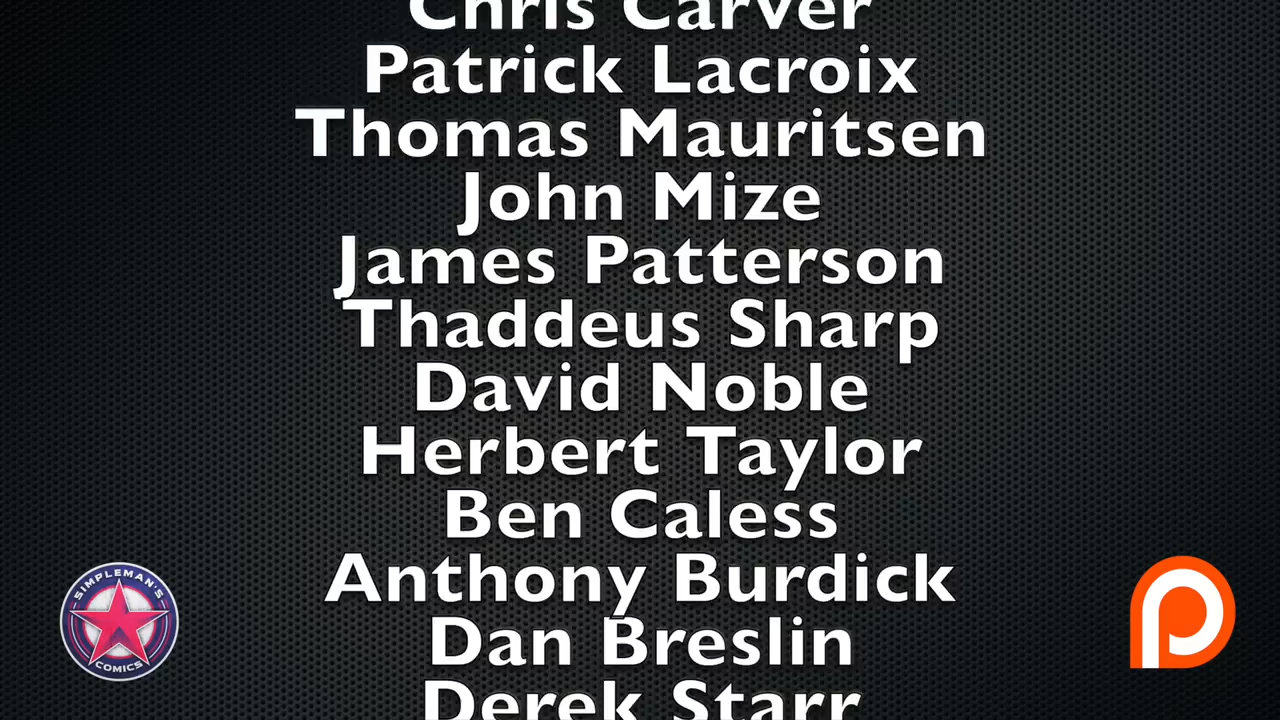 Chris Carver
Patrick Lacroix
Thomas Mauritsen
John Mize
James Patterson
Thaddeus Sharp
David Noble
Herbert Taylor
Ben Caless
Anthony Burdick
Dan Breslin
Derek Starr
SIMPLEMAN'S
COMICS